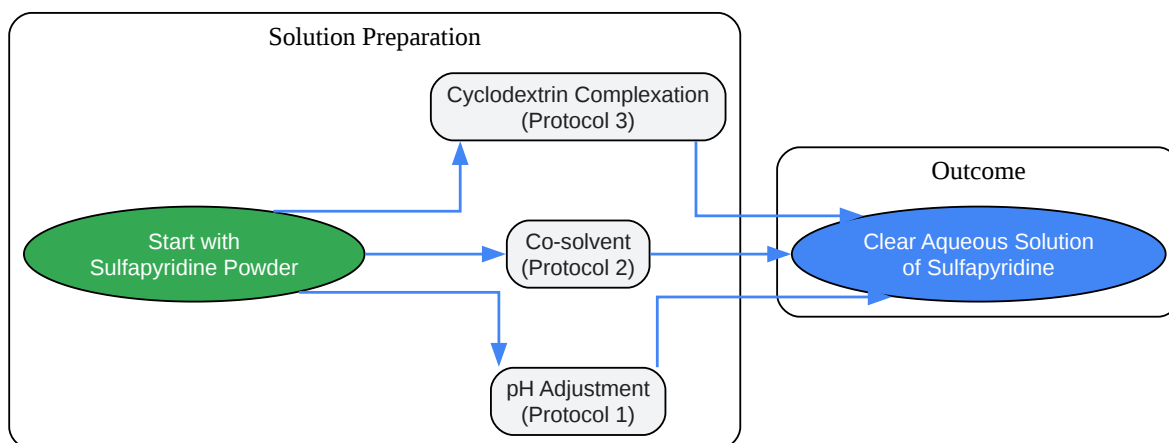 Solution Preparation
Cyclodextrin Complexation
(Protocol 3)
Outcome
Start with
Sulfapyridine Powder
Co-solvent
(Protocol 2)
Clear Aqueous Solution
of Sulfapyridine
pH Adjustment
(Protocol 1)